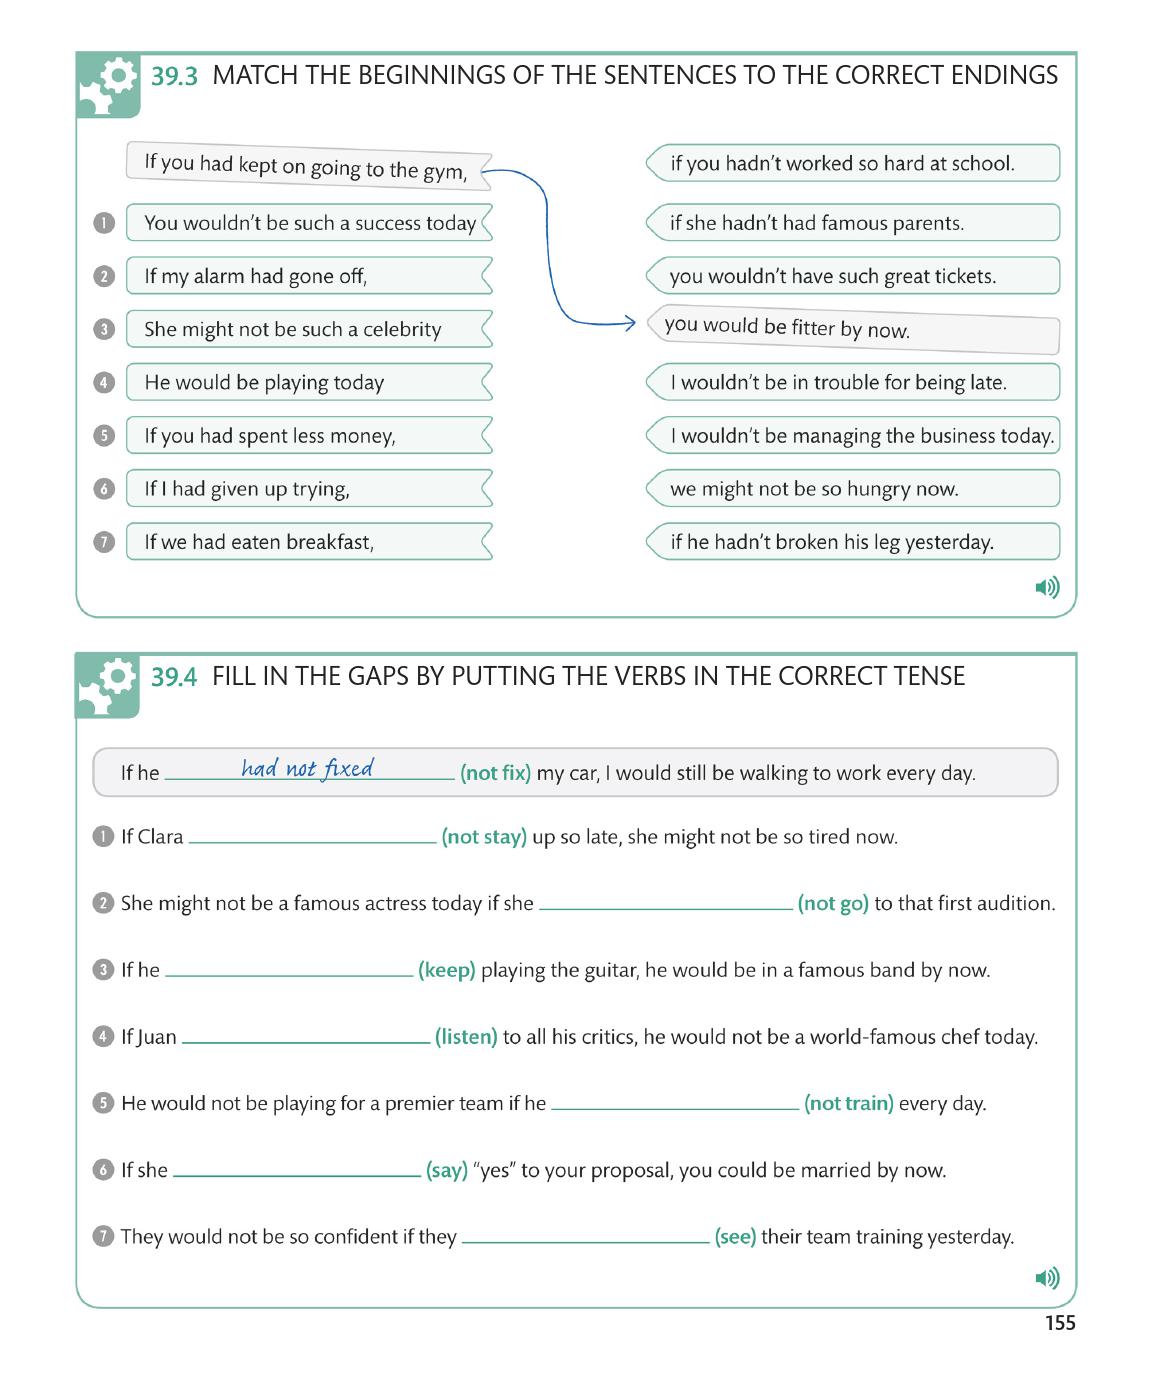 39.3 MATCH THE BEGINNINGS OF THE SENTENCES TO THE CORRECT ENDINGS
If you had kept on going to the gym,
if you hadn’t worked so hard at school.
1 You wouldn’t be such a success today
if she hadn’t had famous parents.
2 If my alarm had gone off,
you wouldn’t have such great tickets.
3 She might not be such a celebrity
you would be fitter by now.
4 He would be playing today
I wouldn’t be in trouble for being late.
5 If you had spent less money,
I wouldn’t be managing the business today.
6 If I had given up trying,
we might not be so hungry now.
7 If we had eaten breakfast,
if he hadn’t broken his leg yesterday.
39.4 FILL IN THE GAPS BY PUTTING THE VERBS IN THE CORRECT TENSE
If he had not fixed (not fix) my car, I would still be walking to work every day.
1 If Clara (not stay) up so late, she might not be so tired now.
2 She might not be a famous actress today if she (not go) to that first audition.
3 If he (keep) playing the guitar, he would be in a famous band by now.
4 If Juan (listen) to all his critics, he would not be a world-famous chef today.
5 He would not be playing for a premier team if he (not train) every day.
6 If she (say) “yes” to your proposal, you could be married by now.
7 They would not be so confident if they (see) their team training yesterday.
155